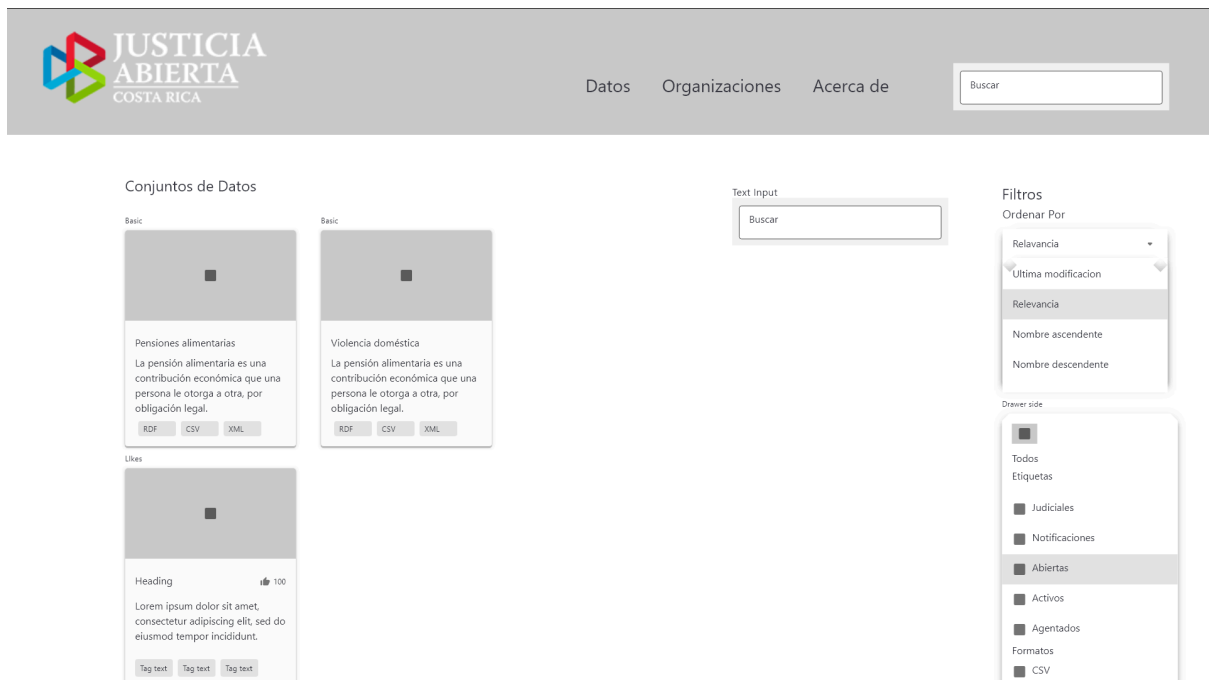 JUSTICIA
ABIERTA
COSTA RICA
Datos Organizaciones Acerca de
Buscar
Conjuntos de Datos
Basic
Pensiones alimentarias
La pensión alimentaria es una
contribución económica que una
persona le otorga a otra, por
obligación legal.
RDF CSV XML
Basic
Violencia doméstica
La pensión alimentaria es una
contribución económica que una
persona le otorga a otra, por
obligación legal.
RDF CSV XML
LIkes
Heading 100
Lorem ipsum dolor sit amet,
consectetur adipiscing elit, sed do
eiusmod tempor incididunt.
Tag text Tag text Tag text
Text Input
Buscar
Filtros
Ordenar Por
Relavancia
Ultima modificacion
Relevancia
Nombre ascendente
Nombre descendente
Drawer side
Todos
Etiquetas
Judiciales
Notificaciones
Abiertas
Activos
Agentados
Formatos
CSV